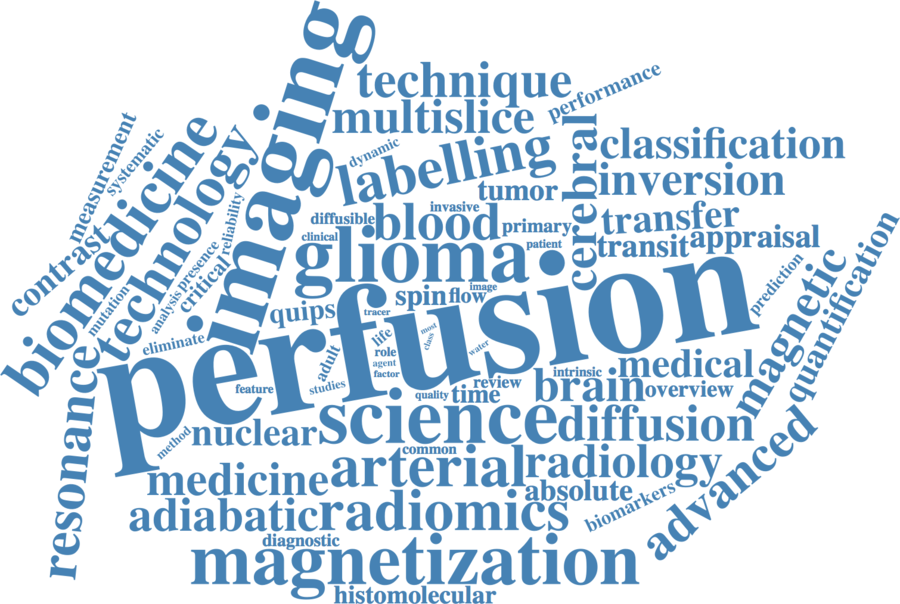 imaging
technique
performance
multislice
measurement
systematic
biomedicine
technology
dynamic
labelling
cerebral
classification
tumor
inversion
contrast
reliability
diffusible
invasive
blood
primary
transfer
clinical
glioma
patient
transit
appraisal
mutation
analysis
presence
critical
quips
spin
flow
image
perfusion
prediction
magnetic
quantification
eliminate
tracer
life
most
class
water
role
agent
factor
adult
studies
feature
resonance
quality
time
review
intrinsic
brain
medical
overview
method
nuclear
science
diffusion
common
medicine
arterial
radiology
advanced
absolute
biomarkers
adiabatic
radiomics
diagnostic
magnetization
histomolecular